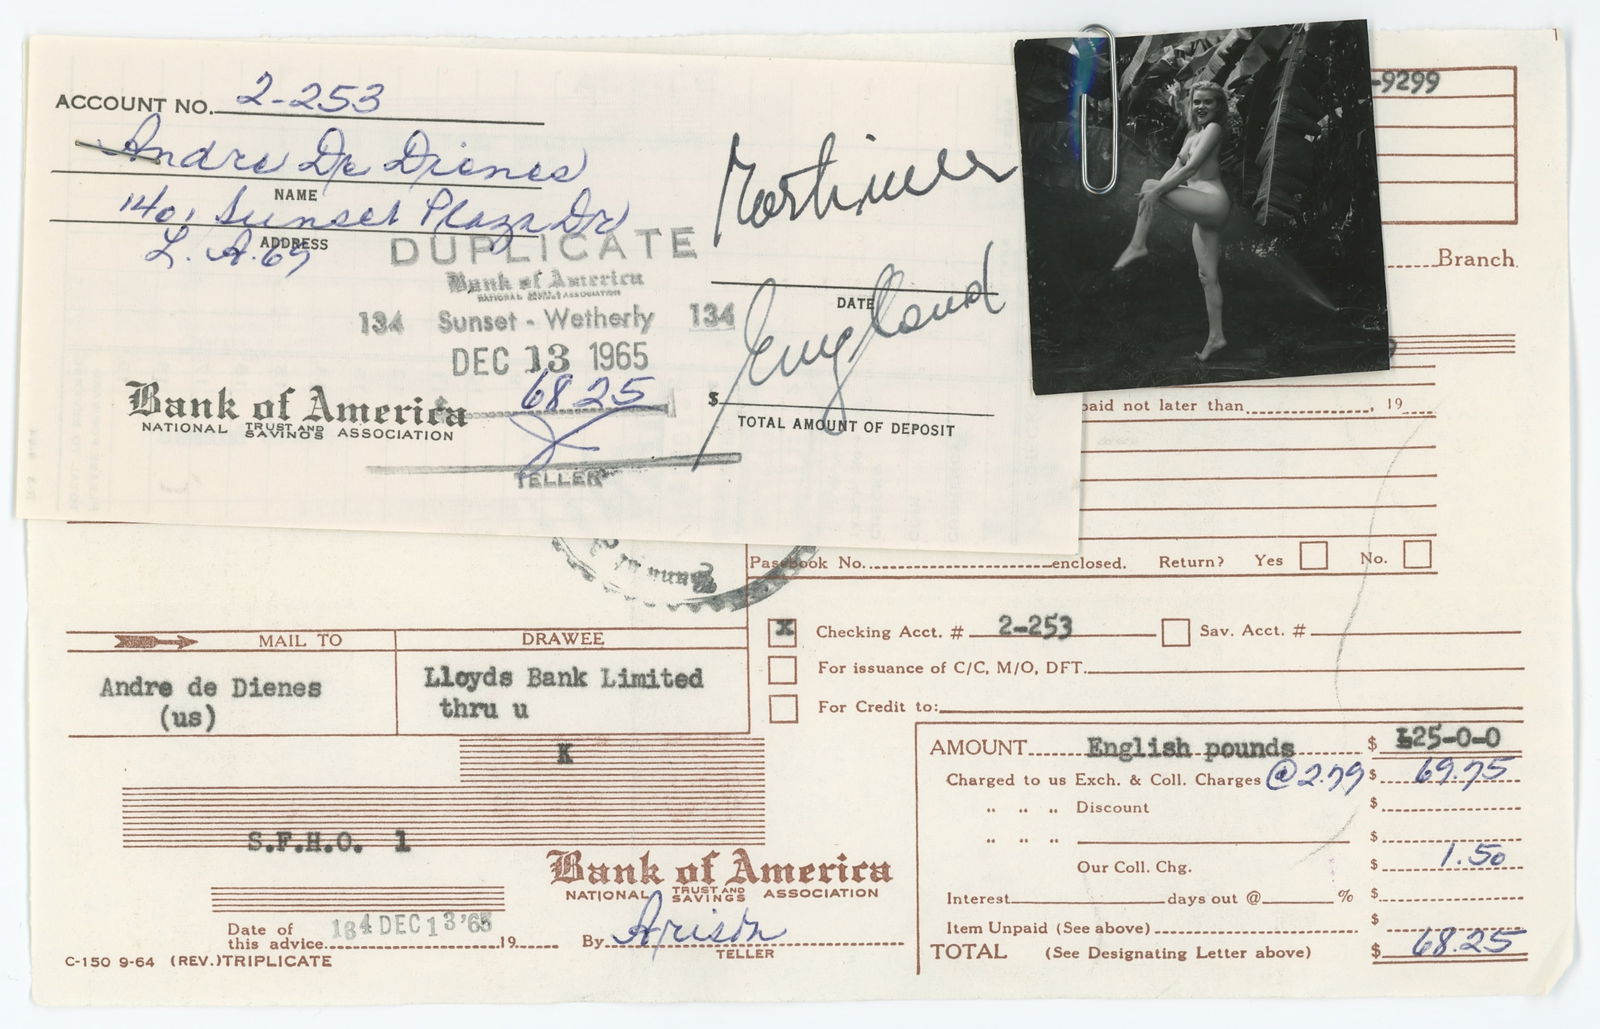 ACCOUNT NO. 2-253
Andre De Dienes
NAME
1401 Sunset Plaza Dr
ADDRESS
L. A. 69
DUPLICATE
Bank of America
NATIONAL TRUST AND SAVINGS ASSOCIATION
134 Sunset - Wetherly 134
DEC 13 1965
6825
TELLER
Bank of America
NATIONAL TRUST AND SAVINGS ASSOCIATION
Mortimer
DATE
England
$
TOTAL AMOUNT OF DEPOSIT
-9299
Branch
paid not later than , 19
Passbook No. enclosed. Return? Yes No.
X Checking Acct. # 2-253 Sav. Acct. #
For issuance of C/C, M/O, DFT.
For Credit to:
MAIL TO
Andre de Dienes
(us)
DRAWEE
Lloyds Bank Limited
thru u
K
S.F.H.O. 1
Bank of America
NATIONAL TRUST AND SAVINGS ASSOCIATION
Date of
this advice 134 DEC 13 '65 19
By
TELLER
C-150 9-64 (REV.) TRIPLICATE
AMOUNT English pounds $ £25-0-0
Charged to us Exch. & Coll. Charges @ 2.79 $ 69.75
" " " Discount $
" " " $
Our Coll. Chg. $ 1.50
Interest days out @ % $
Item Unpaid (See above) $
TOTAL (See Designating Letter above) $ 68.25